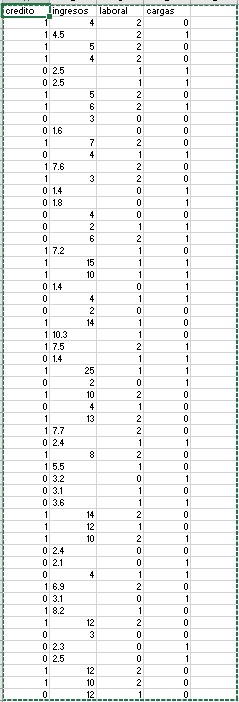 credito ingresos laboral cargas
1 4 2 0
1 4.5 2 1
1 5 2 0
1 4 2 0
0 2.5 1 1
0 2.5 1 1
1 5 2 0
1 6 2 1
0 3 0 0
0 1.6 0 0
1 7 2 0
0 4 1 1
1 7.6 2 1
1 3 2 0
0 1.4 0 1
0 1.8 0 1
0 4 0 0
0 2 1 1
0 6 2 1
1 7.2 1 0
1 15 1 1
1 10 1 1
0 1.4 0 1
0 4 1 1
0 2 0 0
1 14 1 1
1 10.3 1 0
1 7.5 2 1
0 1.4 1 1
1 25 1 1
0 2 0 1
1 10 2 0
0 4 1 0
1 13 2 0
1 7.7 2 0
0 2.4 1 1
1 8 2 0
1 5.5 1 0
0 3.2 0 1
0 3.1 1 0
0 3.6 1 1
1 14 2 0
1 12 1 0
1 10 2 1
0 2.4 0 0
0 2.1 0 0
0 4 1 1
1 6.9 2 0
0 3.1 0 0
1 8.2 1 0
1 12 2 0
0 3 0 0
0 2.3 0 1
0 2.5 0 1
1 12 2 0
1 10 2 0
0 12 1 0